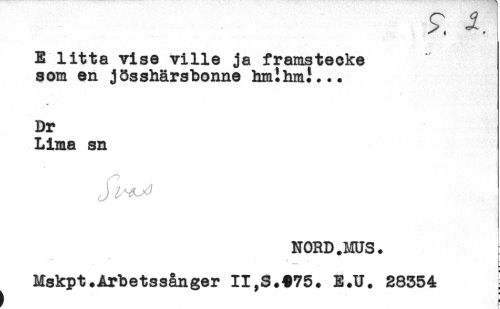 S. 2.
E litta vise ville ja framstecke
som en jösshärsbonne hm!hm!...
Dr
Lima sn
Svas
NORD.MUS.
Mskpt.Arbetssånger II,S.975. E.U. 28354